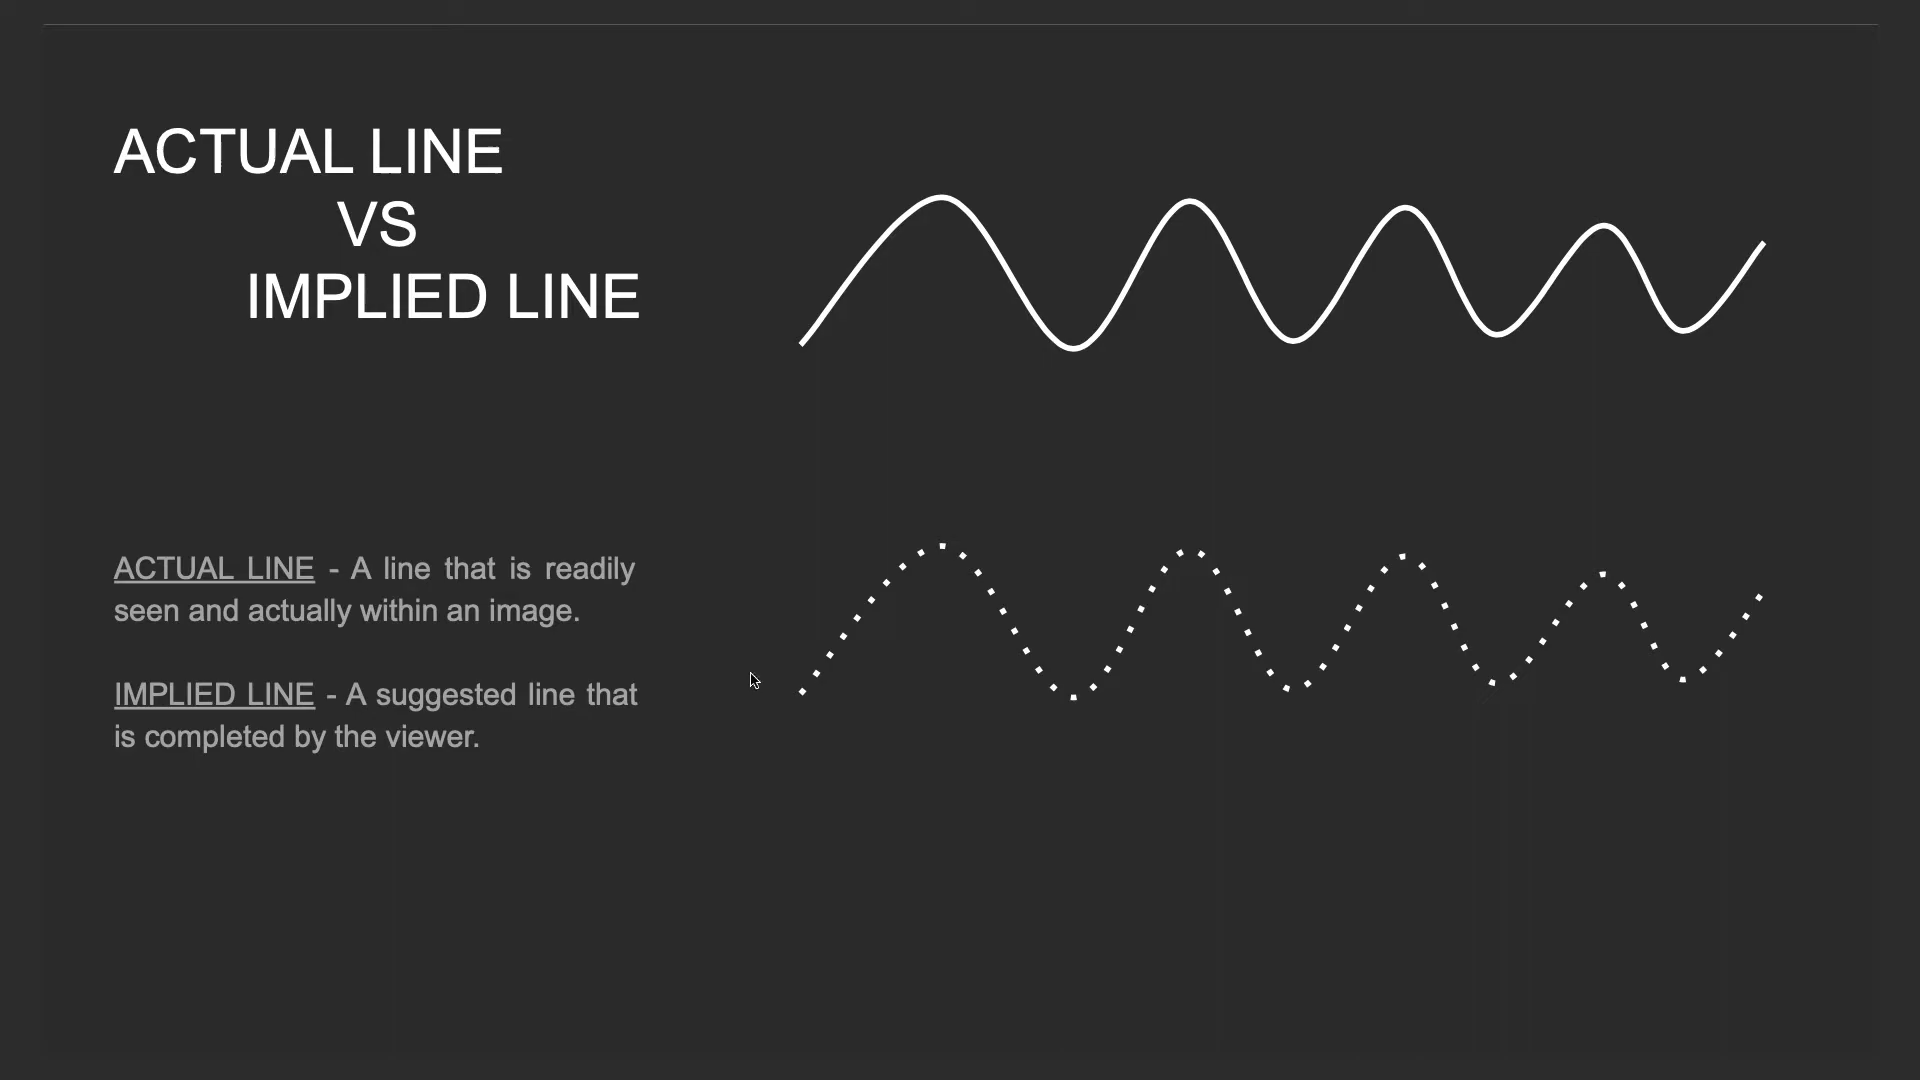 ACTUAL LINE
VS
IMPLIED LINE
ACTUAL LINE - A line that is readily
seen and actually within an image.
IMPLIED LINE - A suggested line that
is completed by the viewer.